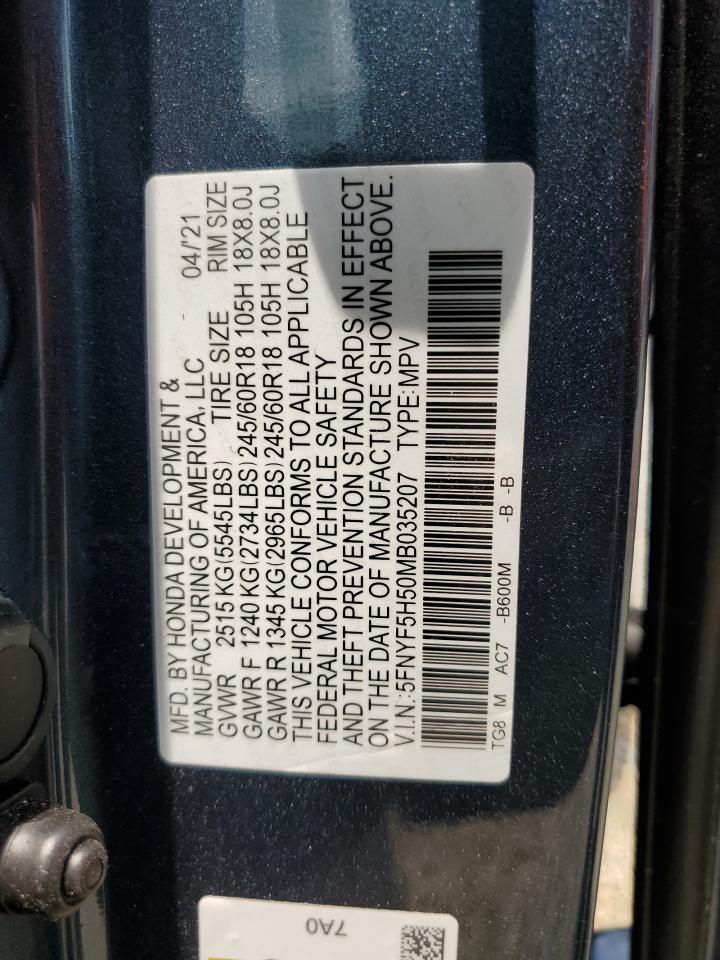 MFD. BY HONDA DEVELOPMENT &
MANUFACTURING OF AMERICA, LLC 04/'21
GVWR 2515 KG(5545LBS) TIRE SIZE RIM SIZE
GAWR F 1240 KG(2734LBS) 245/60R18 105H 18X8.0J
GAWR R 1345 KG(2965LBS) 245/60R18 105H 18X8.0J
THIS VEHICLE CONFORMS TO ALL APPLICABLE
FEDERAL MOTOR VEHICLE SAFETY
AND THEFT PREVENTION STANDARDS IN EFFECT
ON THE DATE OF MANUFACTURE SHOWN ABOVE.
V.I.N.:5FNYF5H50MB035207 TYPE:MPV
TG8 M AC7 -B600M -B -B
7A0